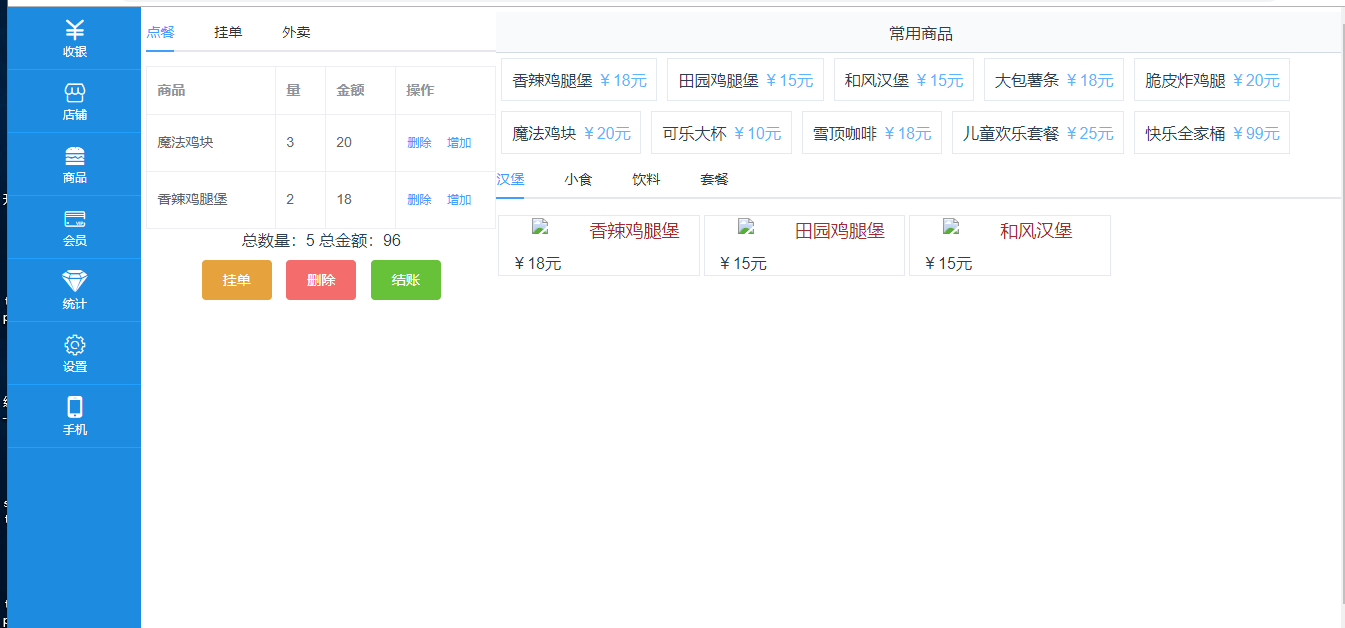 收银
店铺
商品
会员
统计
设置
手机
点餐 挂单 外卖
商品 量 金额 操作
魔法鸡块 3 20 删除 增加
香辣鸡腿堡 2 18 删除 增加
总数量：5 总金额：96
挂单 删除 结账
常用商品
香辣鸡腿堡 ￥18元 田园鸡腿堡 ￥15元 和风汉堡 ￥15元 大包薯条 ￥18元 脆皮炸鸡腿 ￥20元
魔法鸡块 ￥20元 可乐大杯 ￥10元 雪顶咖啡 ￥18元 儿童欢乐套餐 ￥25元 快乐全家桶 ￥99元
汉堡 小食 饮料 套餐
香辣鸡腿堡 田园鸡腿堡 和风汉堡
￥18元 ￥15元 ￥15元